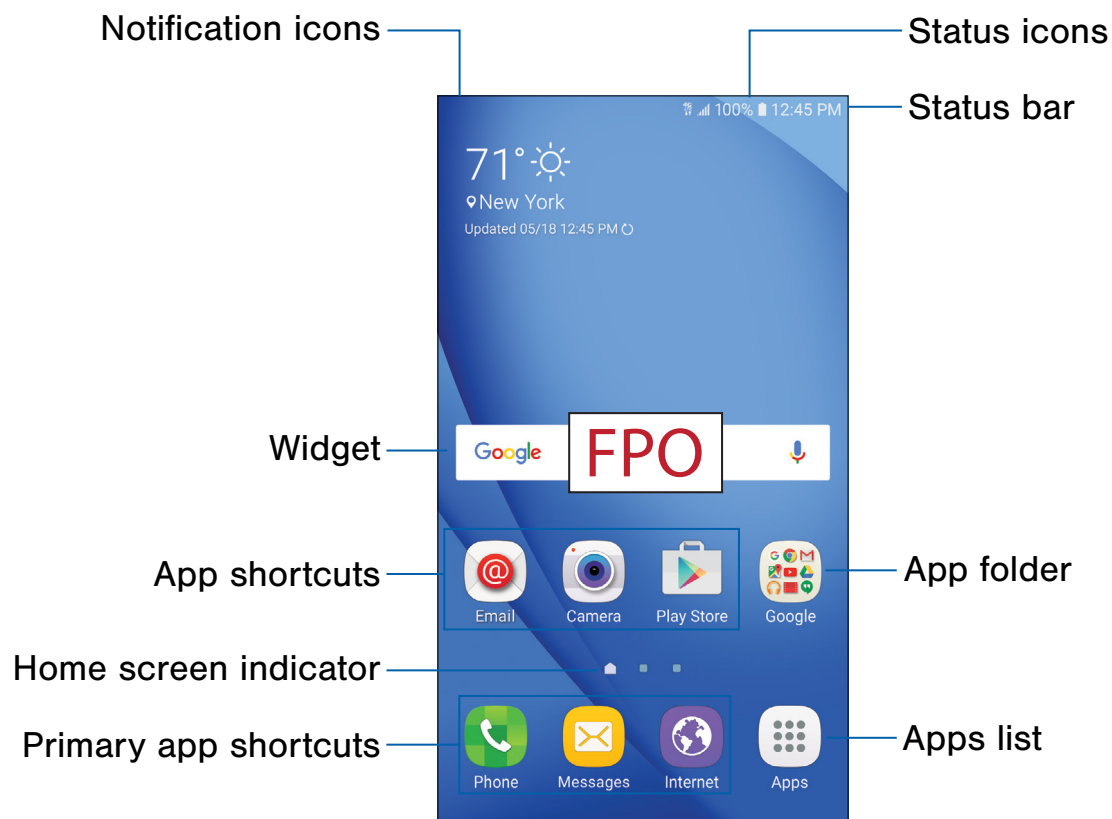 Notification icons
Status icons
4G 100% 12:45 PM
Status bar
71°
New York
Updated 05/18 12:45 PM
Widget
Google
FPO
App shortcuts
App folder
Email Camera Play Store Google
Home screen indicator
Primary app shortcuts
Apps list
Phone Messages Internet Apps